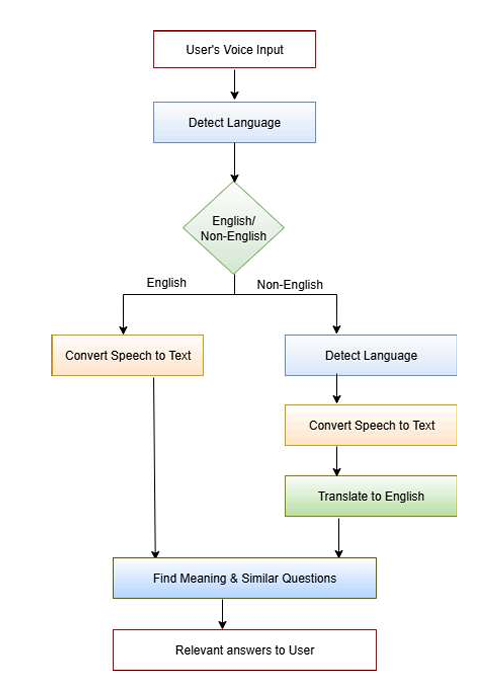 User's Voice Input
Detect Language
English/
Non-English
English
Non-English
Convert Speech to Text
Detect Language
Convert Speech to Text
Translate to English
Find Meaning & Similar Questions
Relevant answers to User